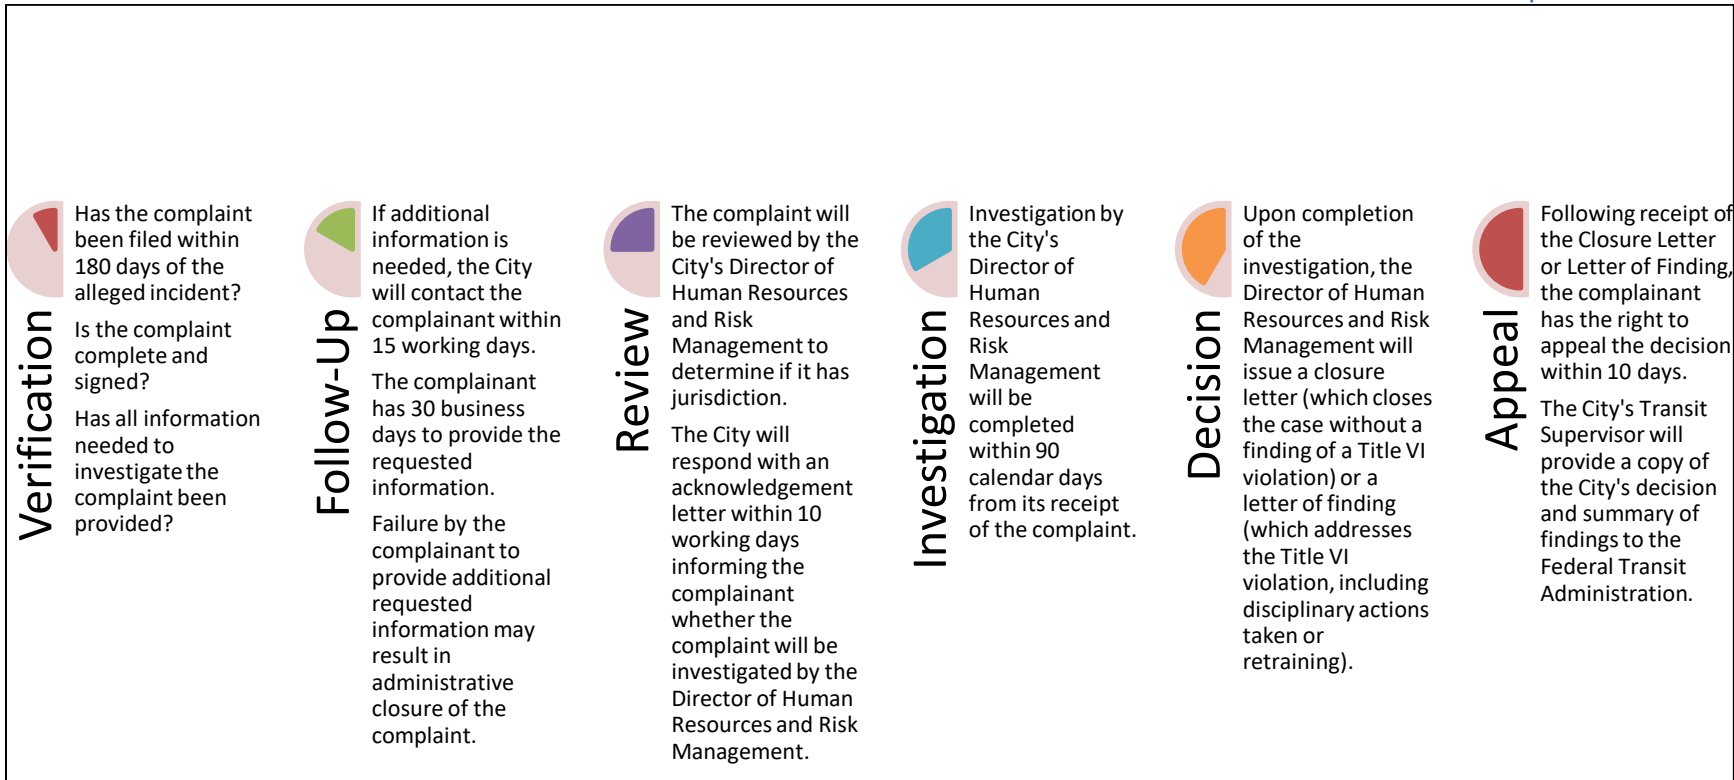 Verification
Has the complaint
been filed within
180 days of the
alleged incident?
Is the complaint
complete and
signed?
Has all information
needed to
investigate the
complaint been
provided?
Follow-Up
If additional
information is
needed, the City
will contact the
complainant within
15 working days.
The complainant
has 30 business
days to provide the
requested
information.
Failure by the
complainant to
provide additional
requested
information may
result in
administrative
closure of the
complaint.
Review
The complaint will
be reviewed by the
City's Director of
Human Resources
and Risk
Management to
determine if it has
jurisdiction.
The City will
respond with an
acknowledgement
letter within 10
working days
informing the
complainant
whether the
complaint will be
investigated by the
Director of Human
Resources and Risk
Management.
Investigation
Investigation by
the City's
Director of
Human
Resources and
Risk
Management
will be
completed
within 90
calendar days
from its receipt
of the complaint.
Decision
Upon completion
of the
investigation, the
Director of Human
Resources and Risk
Management will
issue a closure
letter (which closes
the case without a
finding of a Title VI
violation) or a
letter of finding
(which addresses
the Title VI
violation, including
disciplinary actions
taken or
retraining).
Appeal
Following receipt of
the Closure Letter
or Letter of Finding,
the complainant
has the right to
appeal the decision
within 10 days.
The City's Transit
Supervisor will
provide a copy of
the City's decision
and summary of
findings to the
Federal Transit
Administration.